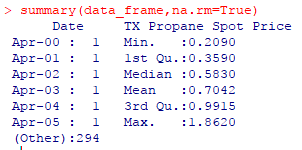 > summary(data_frame,na.rm=True)
Date TX Propane Spot Price
Apr-00 : 1 Min. :0.2090
Apr-01 : 1 1st Qu.:0.3590
Apr-02 : 1 Median :0.5830
Apr-03 : 1 Mean :0.7042
Apr-04 : 1 3rd Qu.:0.9915
Apr-05 : 1 Max. :1.8620
(Other):294